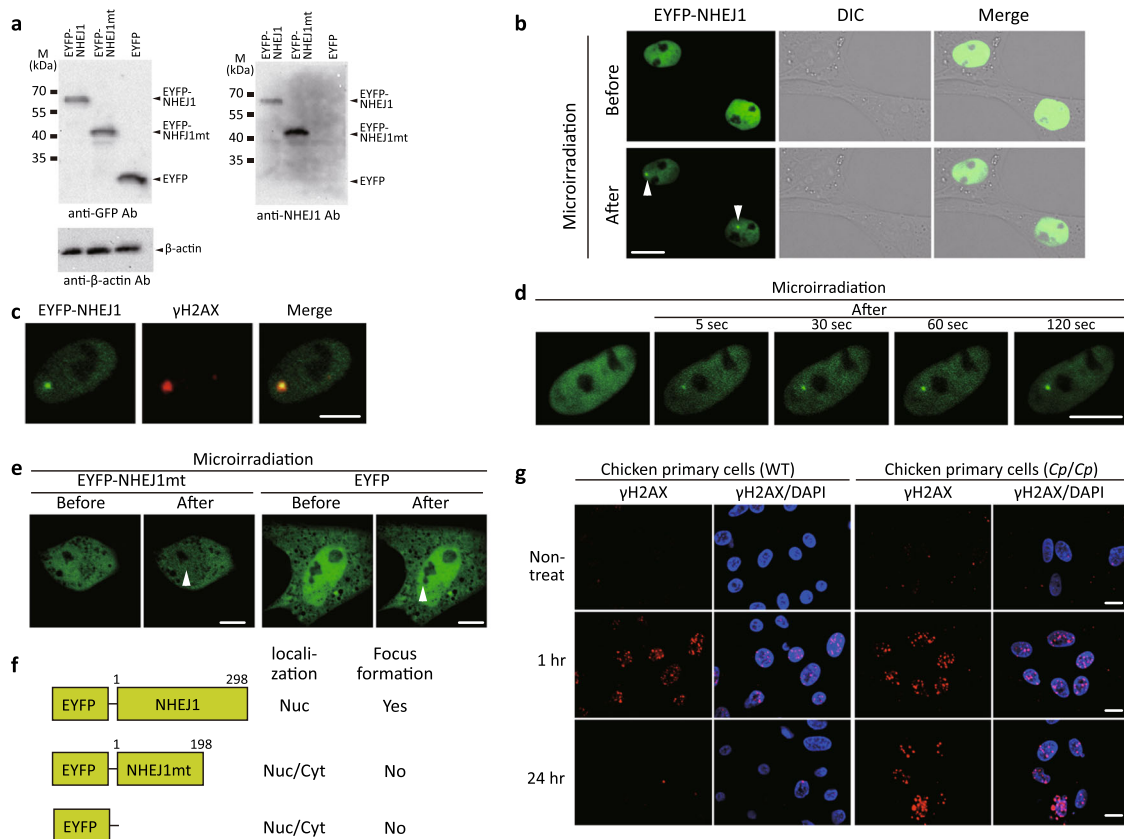 a
EYFP-NHEJ1
EYFP-NHEJ1mt
EYFP
M
(kDa)
70
55
40
35
EYFP-
NHEJ1
EYFP-
NHFJ1mt
EYFP
anti-GFP Ab
β-actin
anti-β-actin Ab
EYFP-NHEJ1
EYFP-NHEJ1mt
EYFP
M
(kDa)
70
55
40
35
EYFP-
NHEJ1
EYFP-
NHEJ1mt
EYFP
anti-NHEJ1 Ab
b
EYFP-NHEJ1 DIC Merge
Microirradiation
Before
After
c
EYFP-NHEJ1 γH2AX Merge
d
Microirradiation
After
5 sec 30 sec 60 sec 120 sec
e
Microirradiation
EYFP-NHEJ1mt EYFP
Before After Before After
f
locali-
zation
Focus
formation
1 298
EYFP NHEJ1 Nuc Yes
1 198
EYFP NHEJ1mt Nuc/Cyt No
EYFP Nuc/Cyt No
g
Chicken primary cells (WT) Chicken primary cells (Cp/Cp)
γH2AX γH2AX/DAPI γH2AX γH2AX/DAPI
Non-
treat
1 hr
24 hr